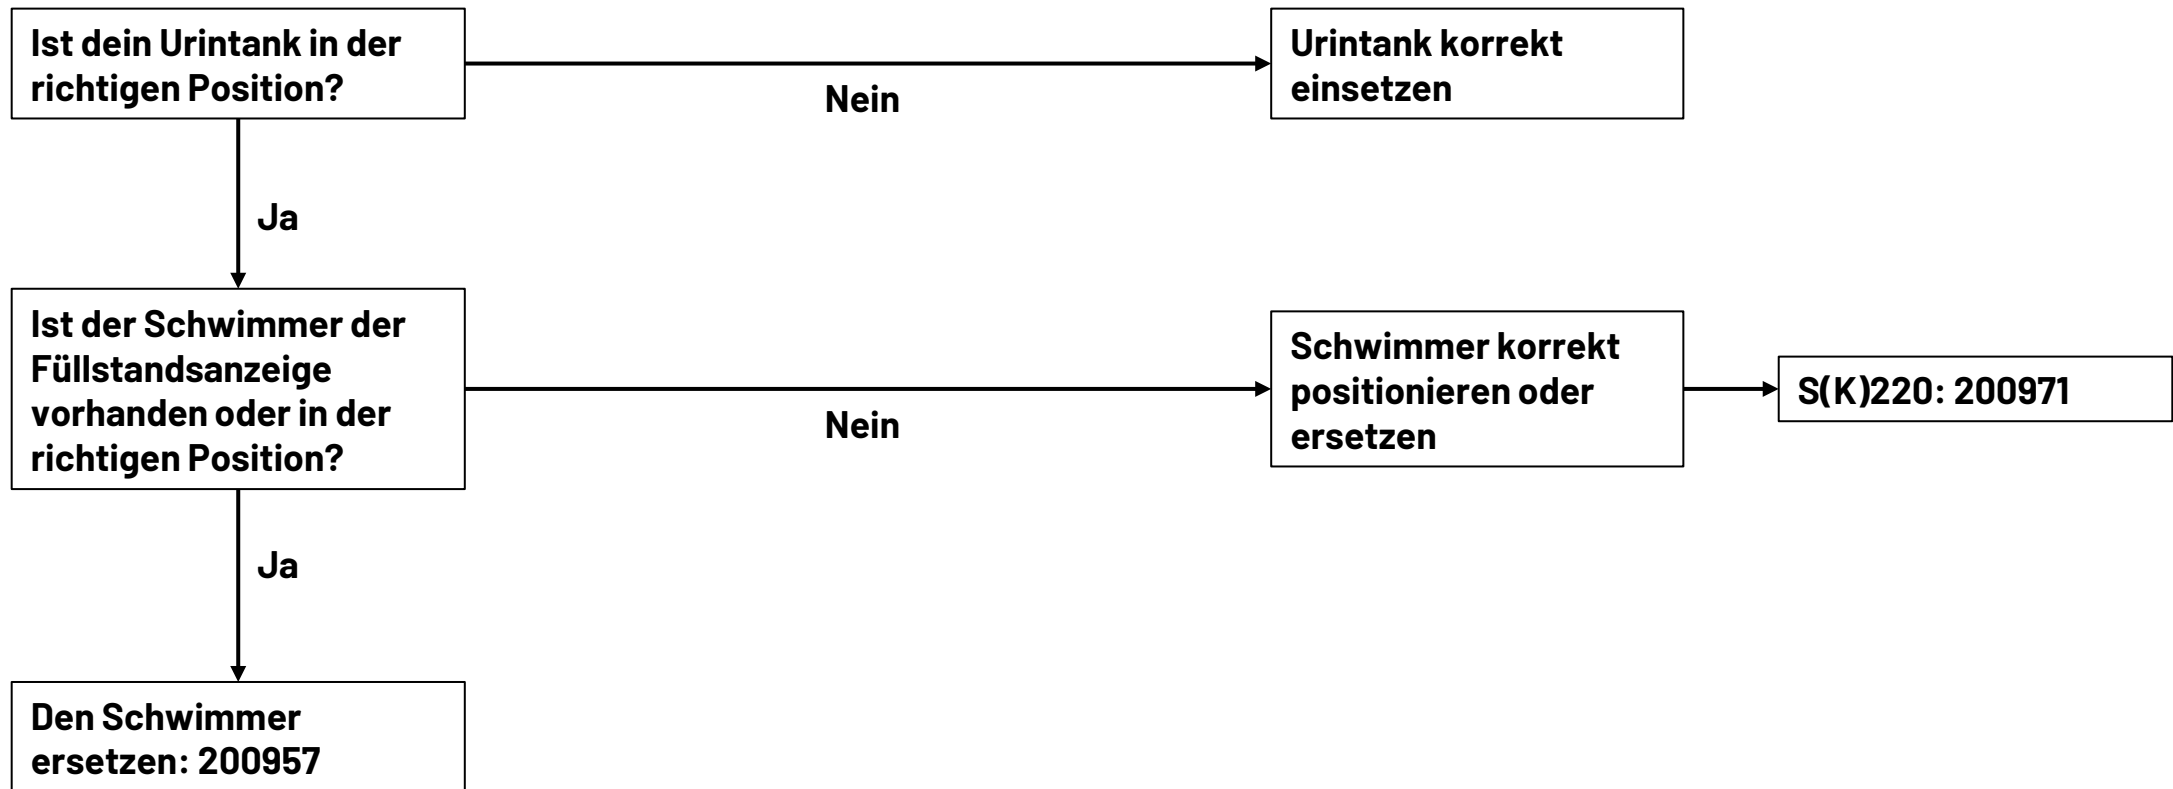 Ist dein Urintank in der
richtigen Position?
Nein
Urintank korrekt
einsetzen
Ja
Ist der Schwimmer der
Füllstandsanzeige
vorhanden oder in der
richtigen Position?
Nein
Schwimmer korrekt
positionieren oder
ersetzen
S(K)220: 200971
Ja
Den Schwimmer
ersetzen: 200957